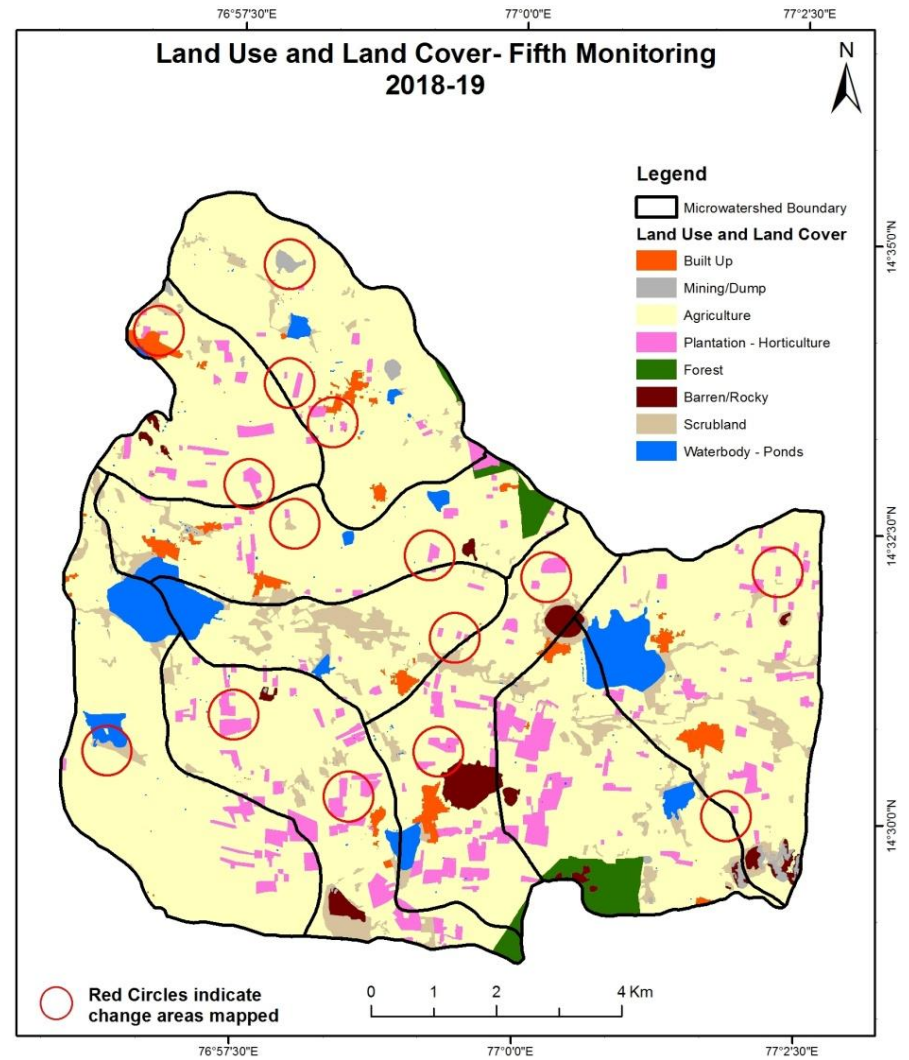 76°57'30"E
77°0'0"E
77°2'30"E
Land Use and Land Cover- Fifth Monitoring
2018-19
N
Legend
Microwatershed Boundary
Land Use and Land Cover
Built Up
Mining/Dump
Agriculture
Plantation - Horticulture
Forest
Barren/Rocky
Scrubland
Waterbody - Ponds
14°35'0"N
14°32'30"N
14°30'0"N
Red Circles indicate
change areas mapped
0 1 2 4 Km
76°57'30"E
77°0'0"E
77°2'30"E